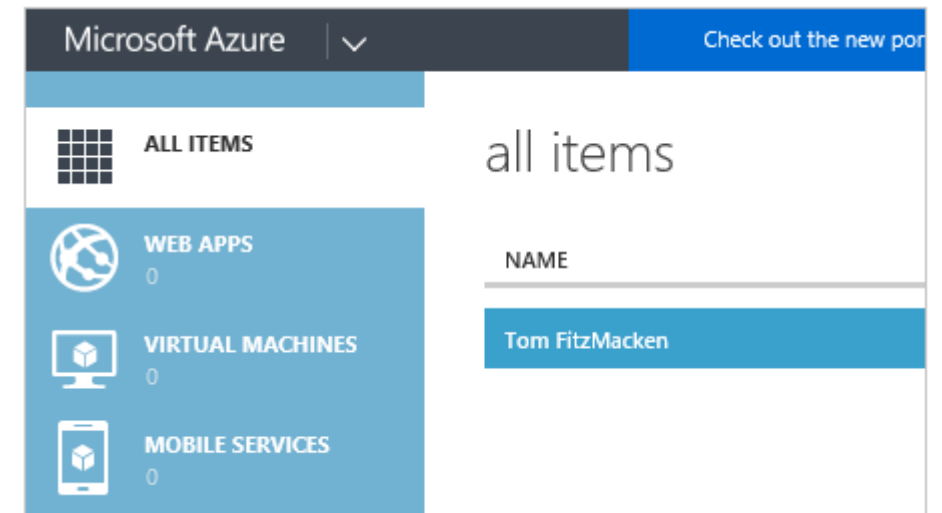 Microsoft Azure
Check out the new por
ALL ITEMS
WEB APPS
0
VIRTUAL MACHINES
0
MOBILE SERVICES
0
all items
NAME
Tom FitzMacken